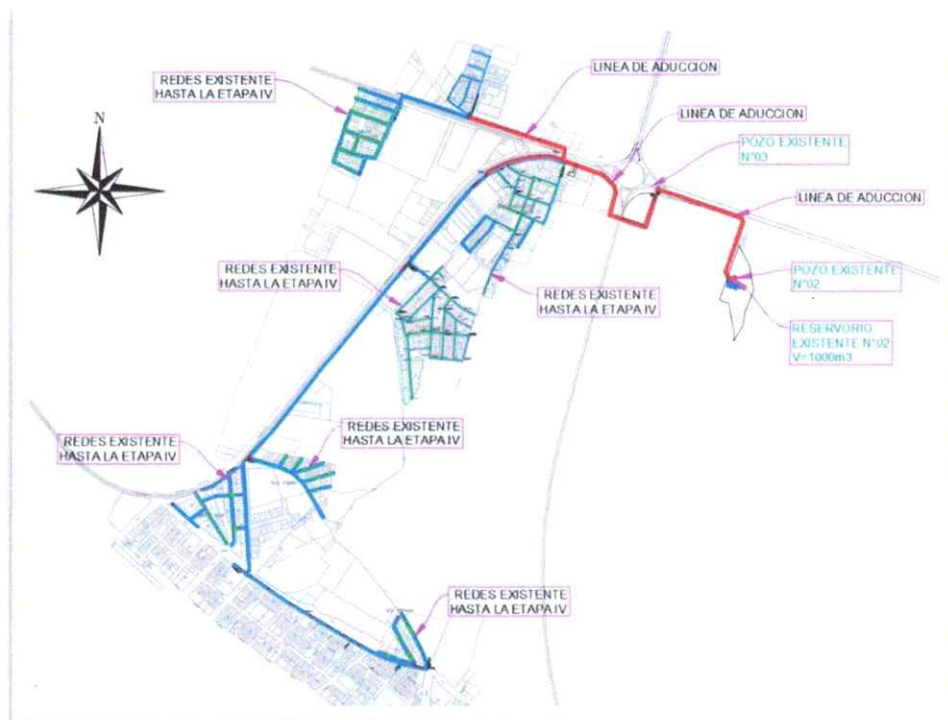 N
REDES EXISTENTE
HASTA LA ETAPA IV
LINEA DE ADUCCION
LINEA DE ADUCCION
POZO EXISTENTE
N°03
LINEA DE ADUCCION
REDES EXISTENTE
HASTA LA ETAPA IV
REDES EXISTENTE
HASTA LA ETAPA IV
POZO EXISTENTE
N°02
RESERVORIO
EXISTENTE N°02
V=1000m3
REDES EXISTENTE
HASTA LA ETAPA IV
REDES EXISTENTE
HASTA LA ETAPA IV
REDES EXISTENTE
HASTA LA ETAPA IV